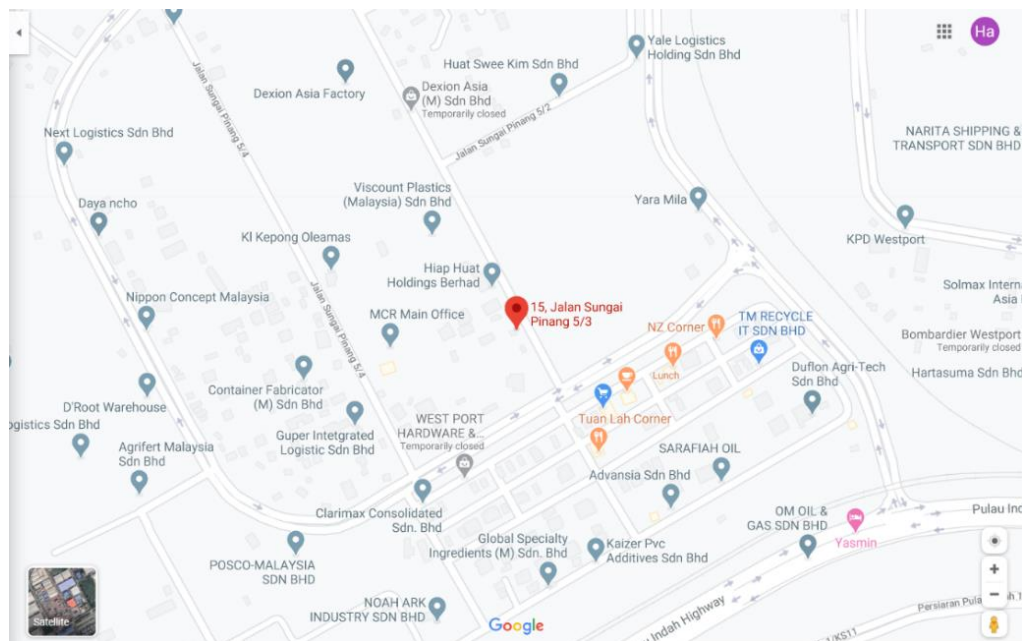 Ha
Yale Logistics
Holding Sdn Bhd
Huat Swee Kim Sdn Bhd
Dexion Asia
(M) Sdn Bhd
Temporarily closed
Dexion Asia Factory
Jalan Sungai Pinang 5/4
Jalan Sungai Pinang 5/2
Next Logistics Sdn Bhd
NARITA SHIPPING &
TRANSPORT SDN BHD
Viscount Plastics
(Malaysia) Sdn Bhd
Daya ncho
Yara Mila
KPD Westport
Kl Kepong Oleamas
Hiap Huat
Holdings Berhad
Solmax Intern
Asia
Nippon Concept Malaysia
15, Jalan Sungai
Pinang 5/3
MCR Main Office
Jalan Sungai Pinang 5/4
NZ Corner
TM RECYCLE
IT SDN BHD
Bombardier Westport
Temporarily closed
Lunch
Duflon Agri-Tech
Sdn Bhd
Hartasuma Sdn Bhd
Container Fabricator
(M) Sdn Bhd
D'Root Warehouse
ogistics Sdn Bhd
WEST PORT
HARDWARE &...
Temporarily closed
Tuan Lah Corner
Guper Intetgrated
Logistic Sdn Bhd
Agrifert Malaysia
Sdn Bhd
SARAFIAH OIL
Advansia Sdn Bhd
Clarimax Consolidated
Sdn. Bhd
OM OIL &
GAS SDN BHD
Pulau Ind
Yasmin
Global Specialty
Ingredients (M) Sdn. Bhd
Kaizer Pvc
Additives Sdn Bhd
POSCO-MALAYSIA
SDN BHD
NOAH ARK
INDUSTRY SDN BHD
Satellite
Google
Indah Highway
Persiaran Pulau
/KS11